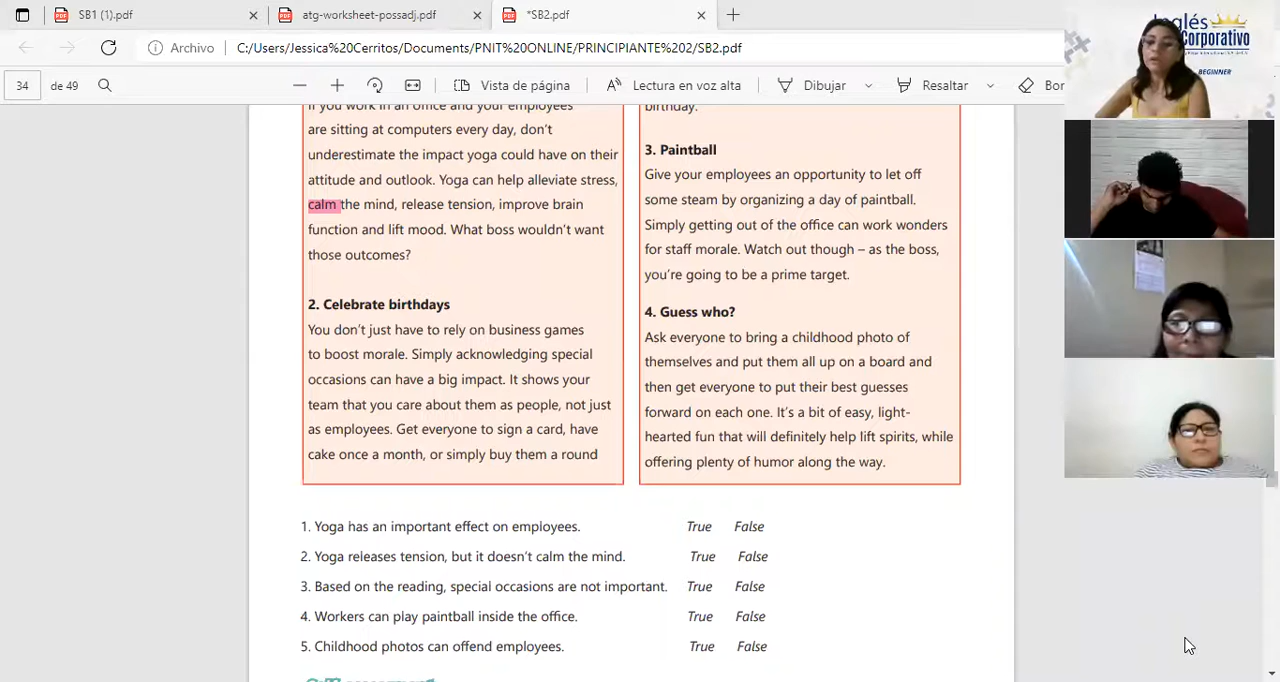 SB1 (1).pdf
atg-worksheet-possadj.pdf
*SB2.pdf
Archivo
C:/Users/Jessica%20Cerritos/Documents/PNIT%20ONLINE/PRINCIPIANTE%202/SB2.pdf
34 de 49
Vista de página
Lectura en voz alta
Dibujar
Resaltar
Bor
Inglés
Corporativo
BEGINNER
If you work in an office and your employees
are sitting at computers every day, don't
underestimate the impact yoga could have on their
attitude and outlook. Yoga can help alleviate stress,
calm the mind, release tension, improve brain
function and lift mood. What boss wouldn't want
those outcomes?
2. Celebrate birthdays
You don't just have to rely on business games
to boost morale. Simply acknowledging special
occasions can have a big impact. It shows your
team that you care about them as people, not just
as employees. Get everyone to sign a card, have
cake once a month, or simply buy them a round
birthday.
3. Paintball
Give your employees an opportunity to let off
some steam by organizing a day of paintball.
Simply getting out of the office can work wonders
for staff morale. Watch out though – as the boss,
you're going to be a prime target.
4. Guess who?
Ask everyone to bring a childhood photo of
themselves and put them all up on a board and
then get everyone to put their best guesses
forward on each one. It's a bit of easy, light-
hearted fun that will definitely help lift spirits, while
offering plenty of humor along the way.
1. Yoga has an important effect on employees. True False
2. Yoga releases tension, but it doesn't calm the mind. True False
3. Based on the reading, special occasions are not important. True False
4. Workers can play paintball inside the office. True False
5. Childhood photos can offend employees. True False